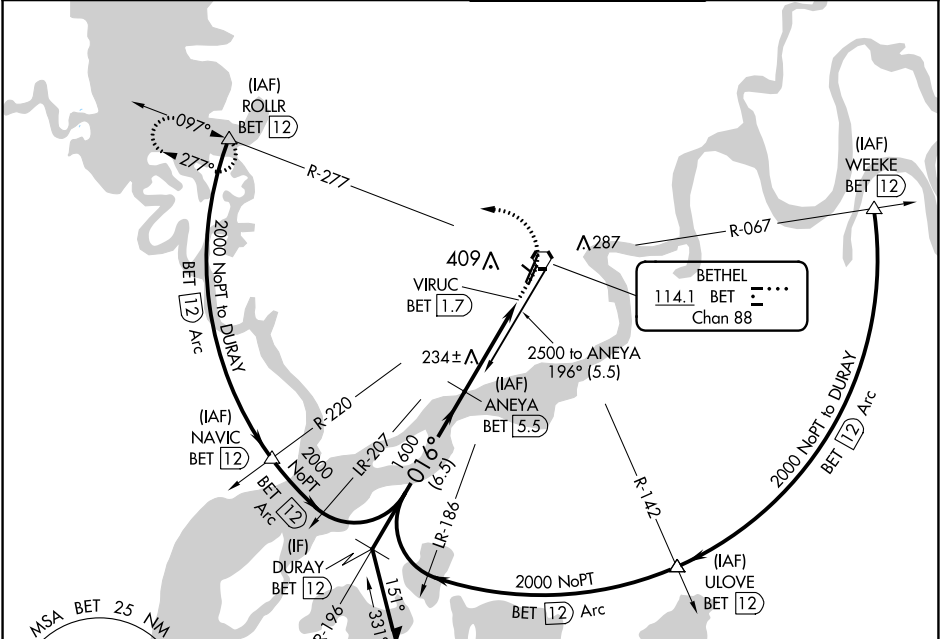 (IAF)
ROLLR
BET 12
097°
277°
R-277
(IAF)
WEEKE
BET 12
R-067
287
409
VIRUC
BET 1.7
BETHEL
114.1 BET
Chan 88
2000 NoPT to DURAY
BET 12 Arc
234±
2500 to ANEYA
196° (5.5)
(IAF)
ANEYA
BET 5.5
2000 NoPT to DURAY
BET 12 Arc
(IAF)
NAVIC
BET 12
R-220
2000
NoPT
BET 12
Arc
LR-207
1600
016°
(6.5)
LR-186
R-142
(IF)
DURAY
BET 12
2000 NoPT
BET 12 Arc
(IAF)
ULOVE
BET 12
R-196
151°
331°
MSA BET 25 NM